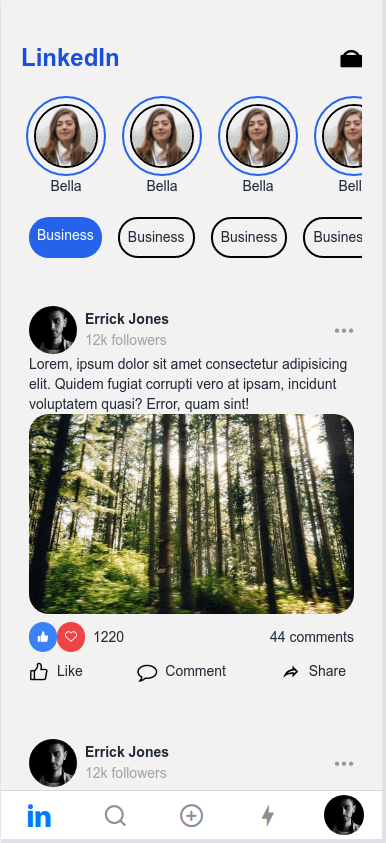 LinkedIn
Bella Bella Bella Bell
Business Business Business Busines
Errick Jones
12k followers
Lorem, ipsum dolor sit amet consectetur adipisicing
elit. Quidem fugiat corrupti vero at ipsam, incidunt
voluptatem quasi? Error, quam sint!
1220 44 comments
Like Comment Share
Errick Jones
12k followers
in